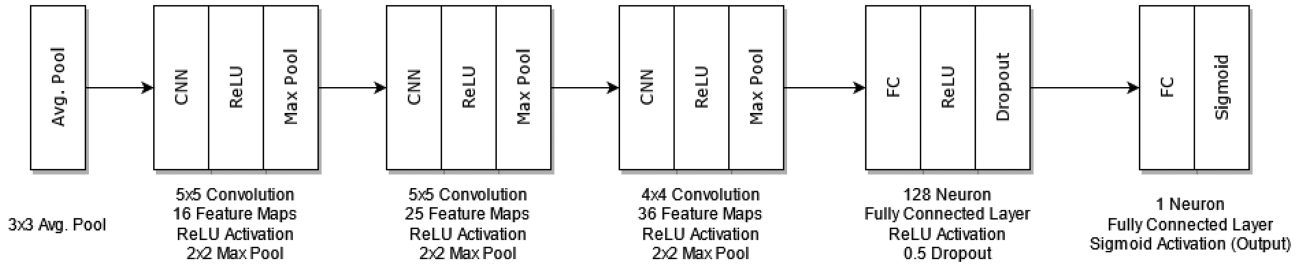 Avg. Pool
CNN
ReLU
Max Pool
CNN
ReLU
Max Pool
CNN
ReLU
Max Pool
FC
ReLU
Dropout
FC
Sigmoid
3x3 Avg. Pool
5x5 Convolution
16 Feature Maps
ReLU Activation
2x2 Max Pool
5x5 Convolution
25 Feature Maps
ReLU Activation
2x2 Max Pool
4x4 Convolution
36 Feature Maps
ReLU Activation
2x2 Max Pool
128 Neuron
Fully Connected Layer
ReLU Activation
0.5 Dropout
1 Neuron
Fully Connected Layer
Sigmoid Activation (Output)